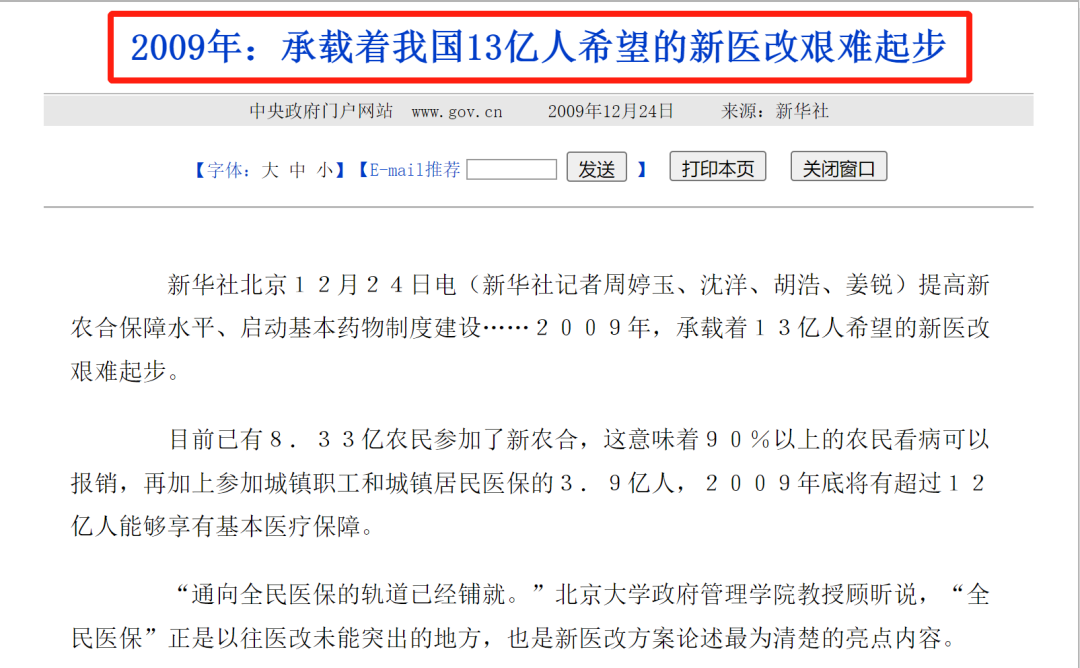 2009年：承载着我国13亿人希望的新医改艰难起步
中央政府门户网站 www.gov.cn 2009年12月24日 来源：新华社
【字体：大 中 小】【E-mail推荐 发送 】 打印本页 关闭窗口
新华社北京１２月２４日电（新华社记者周婷玉、沈洋、胡浩、姜锐）提高新
农合保障水平、启动基本药物制度建设……２００９年，承载着１３亿人希望的新医改
艰难起步。
目前已有８．３３亿农民参加了新农合，这意味着９０％以上的农民看病可以
报销，再加上参加城镇职工和城镇居民医保的３．９亿人，２００９年底将有超过１２
亿人能够享有基本医疗保障。
“通向全民医保的轨道已经铺就。”北京大学政府管理学院教授顾昕说，“全
民医保”正是以往医改未能突出的地方，也是新医改方案论述最为清楚的亮点内容。